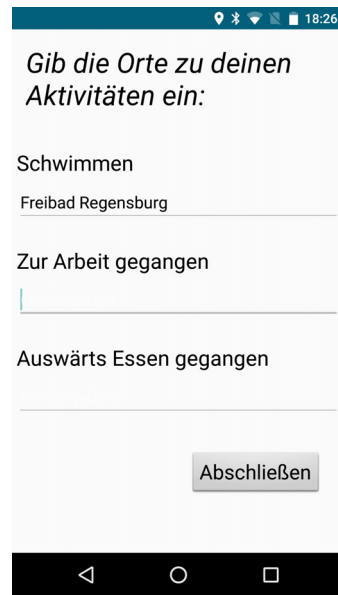 18:26
Gib die Orte zu deinen
Aktivitäten ein:
Schwimmen
Freibad Regensburg
Zur Arbeit gegangen
Auswärts Essen gegangen
Abschließen